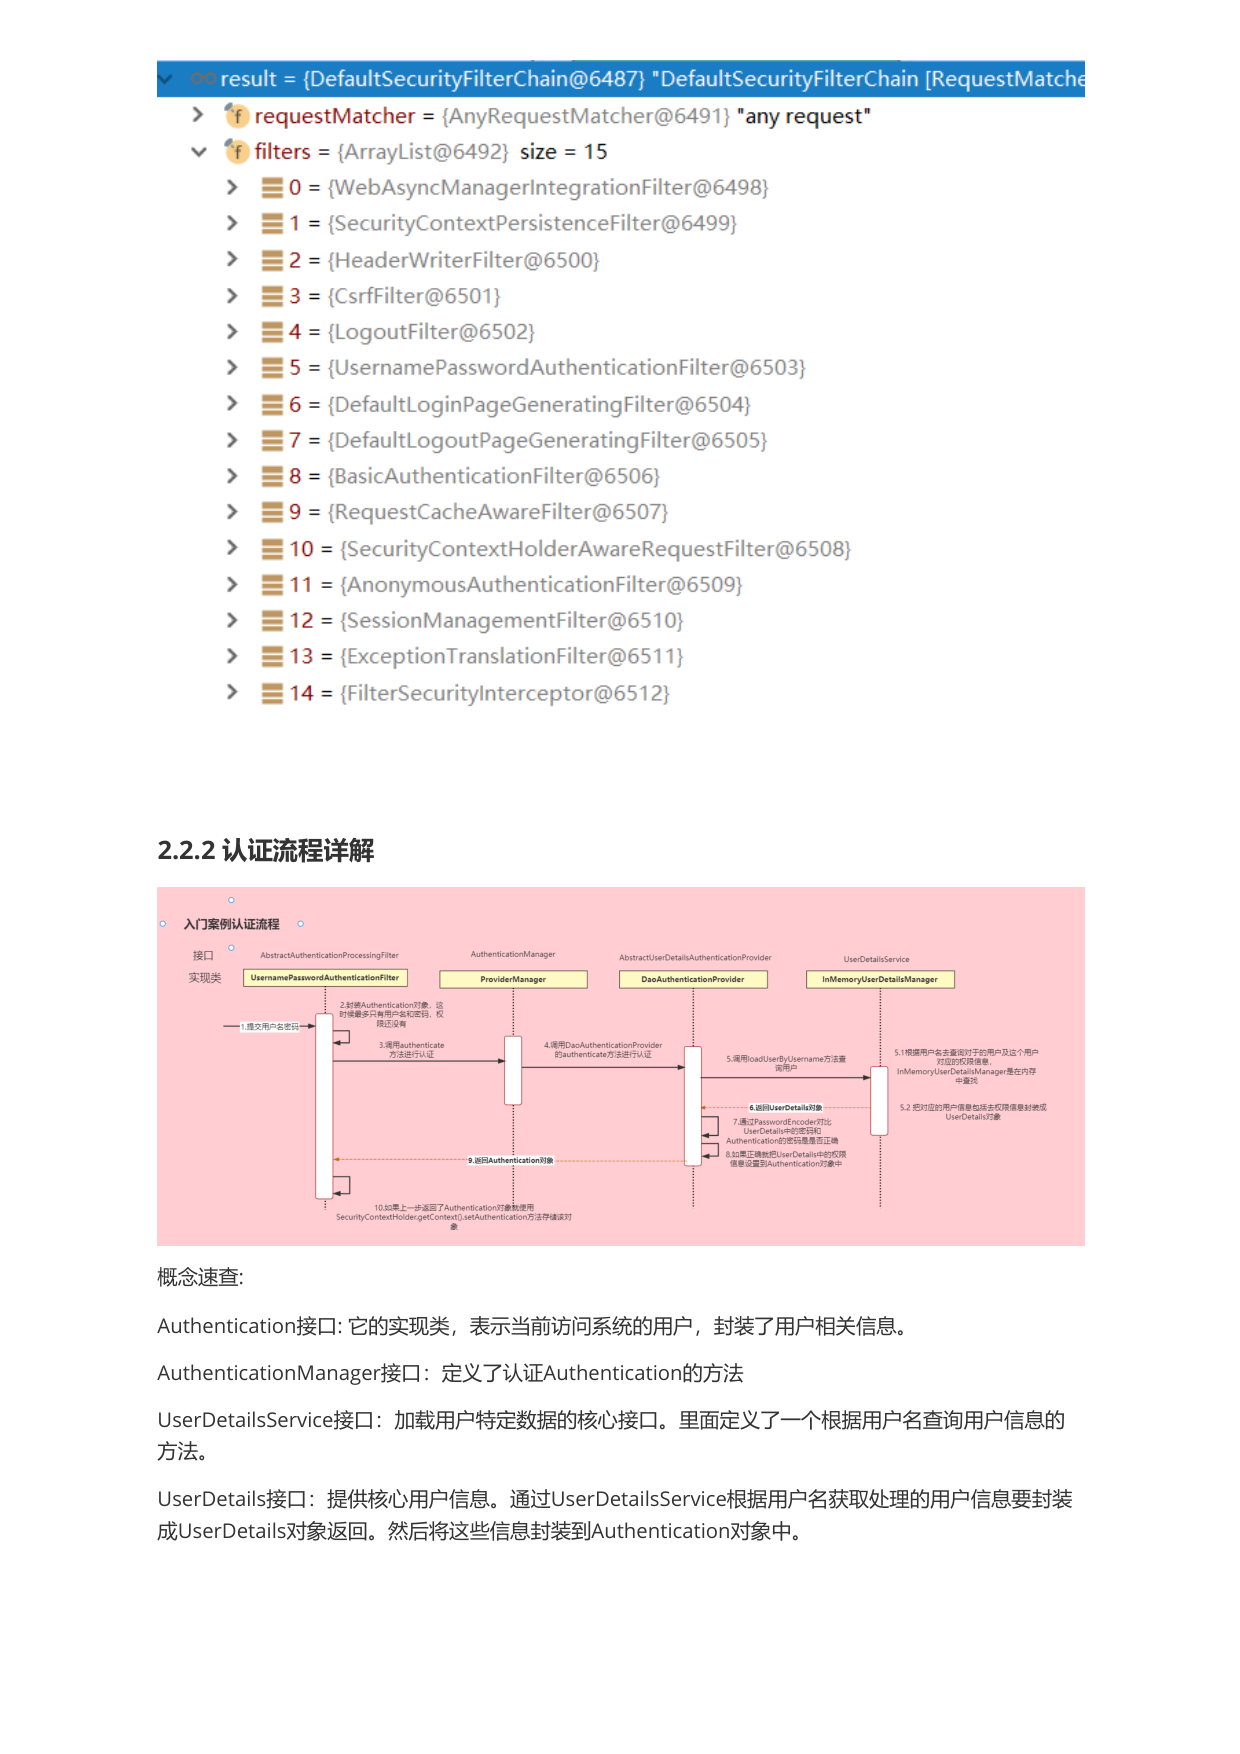 result = {DefaultSecurityFilterChain@6487} "DefaultSecurityFilterChain [RequestMatche
requestMatcher = {AnyRequestMatcher@6491} "any request"
filters = {ArrayList@6492} size = 15
0 = {WebAsyncManagerIntegrationFilter@6498}
1 = {SecurityContextPersistenceFilter@6499}
2 = {HeaderWriterFilter@6500}
3 = {CsrfFilter@6501}
4 = {LogoutFilter@6502}
5 = {UsernamePasswordAuthenticationFilter@6503}
6 = {DefaultLoginPageGeneratingFilter@6504}
7 = {DefaultLogoutPageGeneratingFilter@6505}
8 = {BasicAuthenticationFilter@6506}
9 = {RequestCacheAwareFilter@6507}
10 = {SecurityContextHolderAwareRequestFilter@6508}
11 = {AnonymousAuthenticationFilter@6509}
12 = {SessionManagementFilter@6510}
13 = {ExceptionTranslationFilter@6511}
14 = {FilterSecurityInterceptor@6512}
2.2.2 认证流程详解
入门案例认证流程
接口 AbstractAuthenticationProcessingFilter AuthenticationManager AbstractUserDetailsAuthenticationProvider UserDetailsService
实现类 UsernamePasswordAuthenticationFilter ProviderManager DaoAuthenticationProvider InMemoryUserDetailsManager
1.提交用户名密码
2.封装Authentication对象，这
时候最多只有用户名和密码，权
限还没有
3.调用authenticate
方法进行认证
4.调用DaoAuthenticationProvider
的authenticate方法进行认证
5.调用loadUserByUsername方法查
询用户
5.1根据用户名去查询对于的用户及这个用户
对应的权限信息，
InMemoryUserDetailsManager是在内存
中查找
5.2 把对应的用户信息包括去权限信息封装成
UserDetails对象
6.返回UserDetails对象
7.通过PasswordEncoder对比
UserDetails中的密码和
Authentication的密码是是否正确
8.如果正确就把UserDetails中的权限
信息设置到Authentication对象中
9.返回Authentication对象
10.如果上一步返回了Authentication对象就使用
SecurityContextHolder.getContext().setAuthentication方法存储该对
象
概念速查:
Authentication接口: 它的实现类，表示当前访问系统的用户，封装了用户相关信息。
AuthenticationManager接口：定义了认证Authentication的方法
UserDetailsService接口：加载用户特定数据的核心接口。里面定义了一个根据用户名查询用户信息的
方法。
UserDetails接口：提供核心用户信息。通过UserDetailsService根据用户名获取处理的用户信息要封装
成UserDetails对象返回。然后将这些信息封装到Authentication对象中。